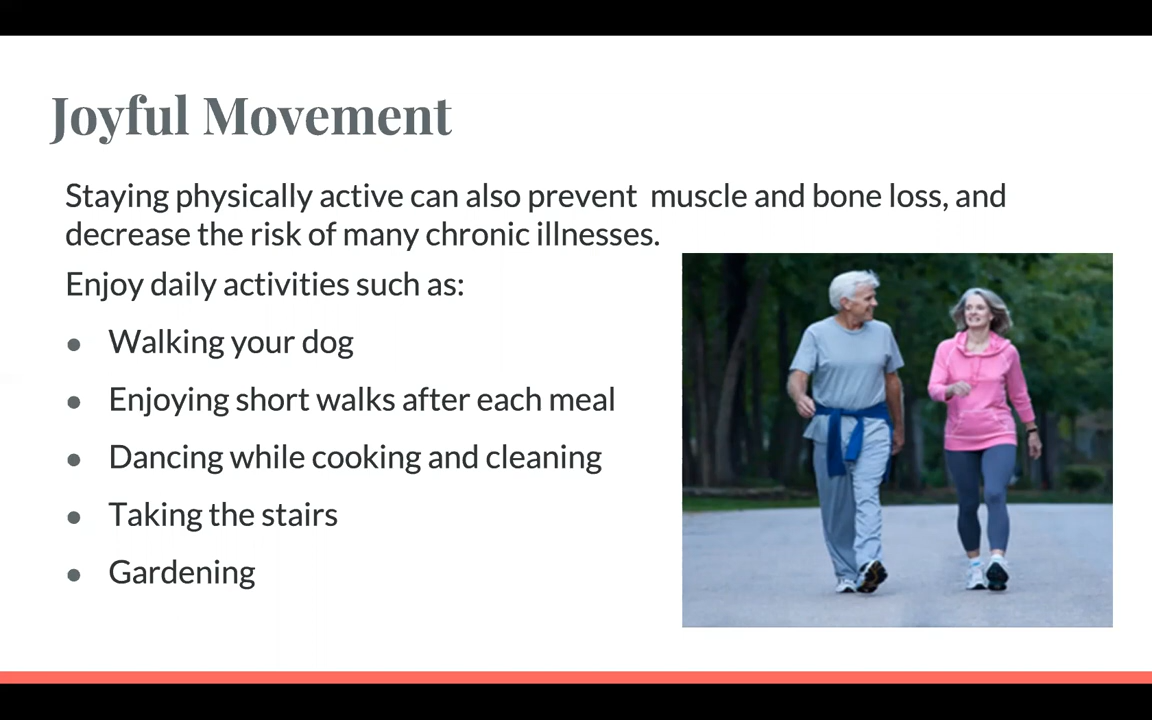 Joyful Movement
Staying physically active can also prevent  muscle and bone loss, and
decrease the risk of many chronic illnesses.
Enjoy daily activities such as:
● Walking your dog
● Enjoying short walks after each meal
● Dancing while cooking and cleaning
● Taking the stairs
● Gardening